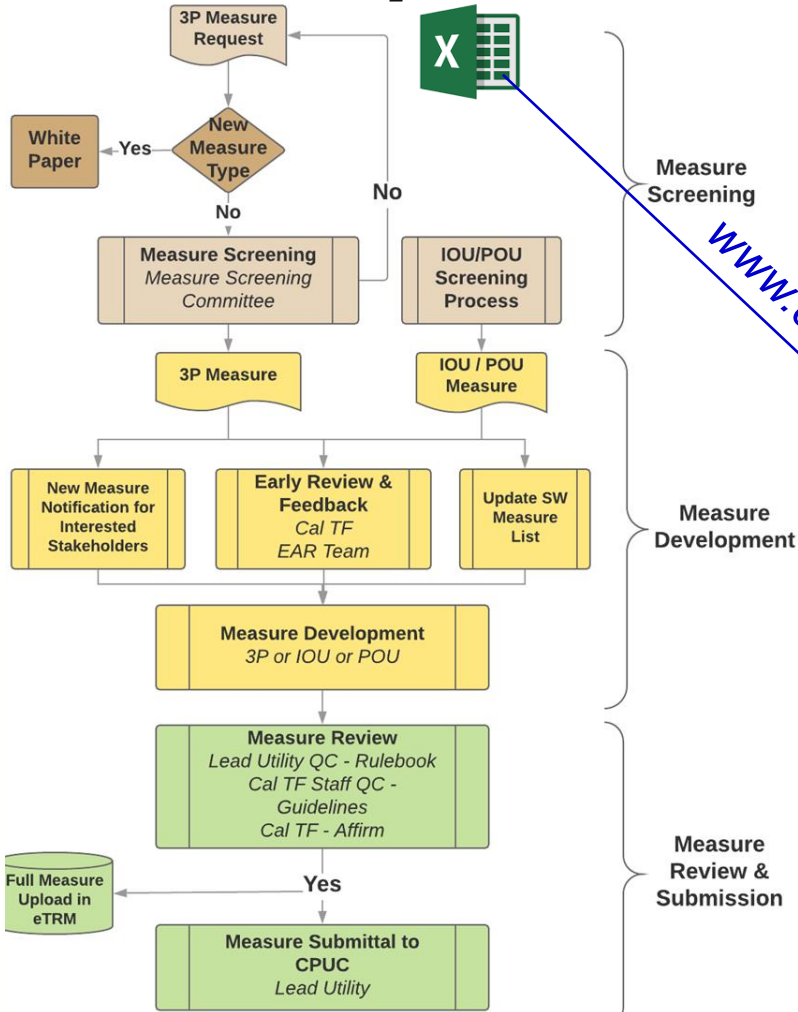 3P Measure
Request
X
New
Measure
Type
White
Paper
Yes
No
No
Measure
Screening
Measure Screening
Measure Screening
Committee
IOU/POU
Screening
Process
www.
3P Measure
IOU / POU
Measure
New Measure
Notification for
Interested
Stakeholders
Early Review &
Feedback
Cal TF
EAR Team
Update SW
Measure
List
Measure
Development
Measure Development
3P or IOU or POU
Measure Review
Lead Utility QC - Rulebook
Cal TF Staff QC -
Guidelines
Cal TF - Affirm
Measure
Review &
Submission
Full Measure
Upload in
eTRM
Yes
Measure Submittal to
CPUC
Lead Utility